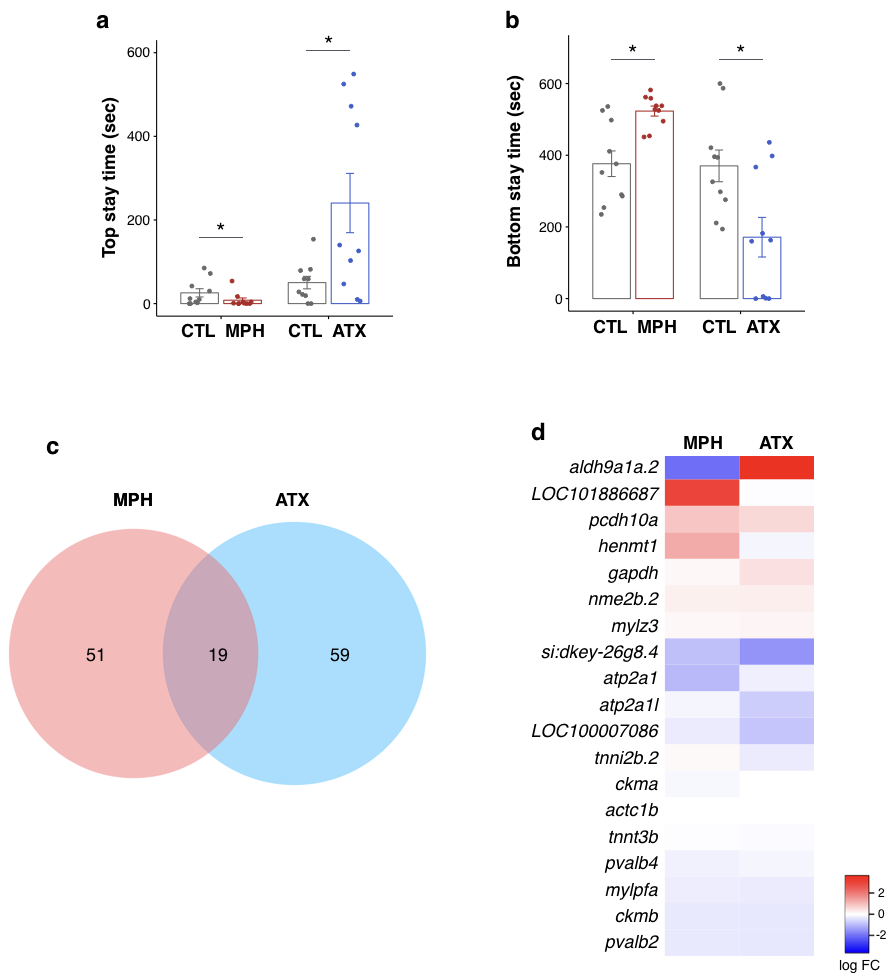 a
Top stay time (sec)
600
400
200
0
*
*
CTL MPH CTL ATX
b
Bottom stay time (sec)
600
400
200
0
*
*
CTL MPH CTL ATX
c
MPH ATX
51 19 59
d
MPH ATX
aldh9a1a.2
LOC101886687
pcdh10a
henmt1
gapdh
nme2b.2
mylz3
si:dkey-26g8.4
atp2a1
atp2a1l
LOC100007086
tnni2b.2
ckma
actc1b
tnnt3b
pvalb4
mylpfa
ckmb
pvalb2
2
0
-2
log FC